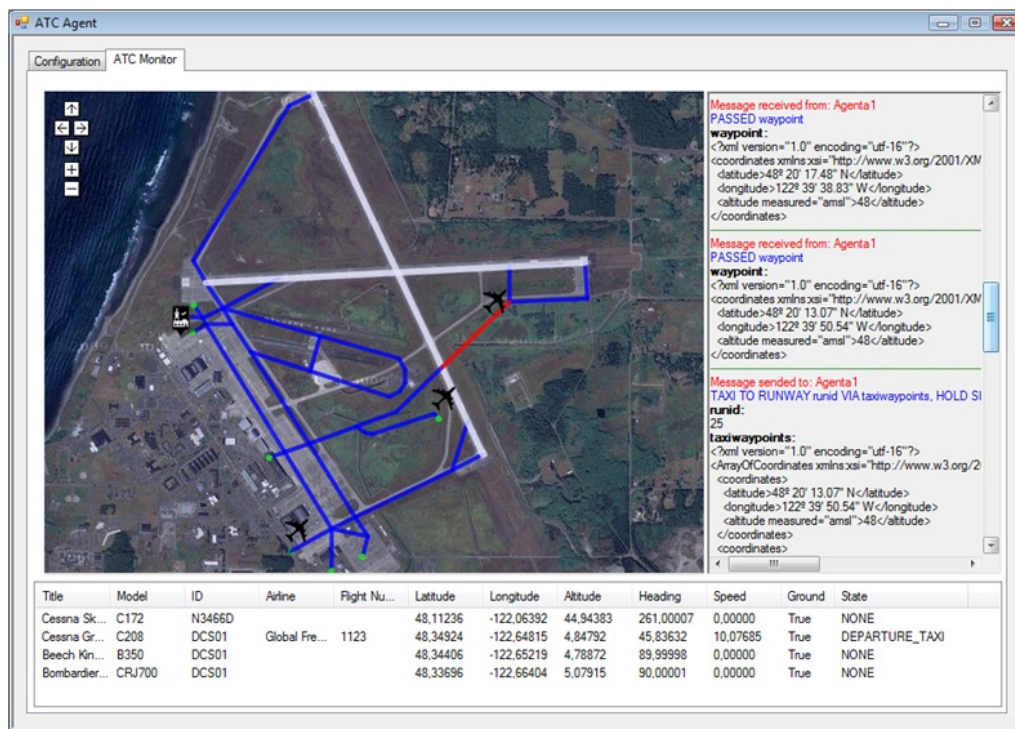 ATC Agent
Configuration
ATC Monitor
Message received from: Agenta1
PASSED waypoint
waypoint:
<?xml version="1.0" encoding="utf-16"?>
<coordinates xmlns:xsi="http://www.w3.org/2001/XM
<latitude>48º 20' 17.48" N</latitude>
<longitude>122º 39' 38.83" W</longitude>
<altitude measured="amsl">48</altitude>
</coordinates>
Message received from: Agenta1
PASSED waypoint
waypoint:
<?xml version="1.0" encoding="utf-16"?>
<coordinates xmlns:xsi="http://www.w3.org/2001/XM
<latitude>48º 20' 13.07" N</latitude>
<longitude>122º 39' 50.54" W</longitude>
<altitude measured="amsl">48</altitude>
</coordinates>
Message sent to: Agenta1
TAXI TO RUNWAY runid VIA taxiwaypoints, HOLD SI
runid:
25
taxiwaypoints:
<?xml version="1.0" encoding="utf-16"?>
<ArrayOfCoordinates xmlns:xsi="http://www.w3.org/2
<coordinates>
<latitude>48º 20' 13.07" N</latitude>
<longitude>122º 39' 50.54" W</longitude>
<altitude measured="amsl">48</altitude>
</coordinates>
<coordinates>
Title Model ID Airline Flight Nu... Latitude Longitude Altitude Heading Speed Ground State
Cessna Sk... C172 N3466D 48,11236 -122,06392 44,94383 261,00007 0,00000 True NONE
Cessna Gr... C208 DCS01 Global Fre... 1123 48,34924 -122,64815 4,84792 45,83632 10,07685 True DEPARTURE_TAXI
Beech Kin... B350 DCS01 48,34406 -122,65219 4,78872 89,99998 0,00000 True NONE
Bombardier... CRJ700 DCS01 48,33696 -122,66404 5,07915 90,00001 0,00000 True NONE